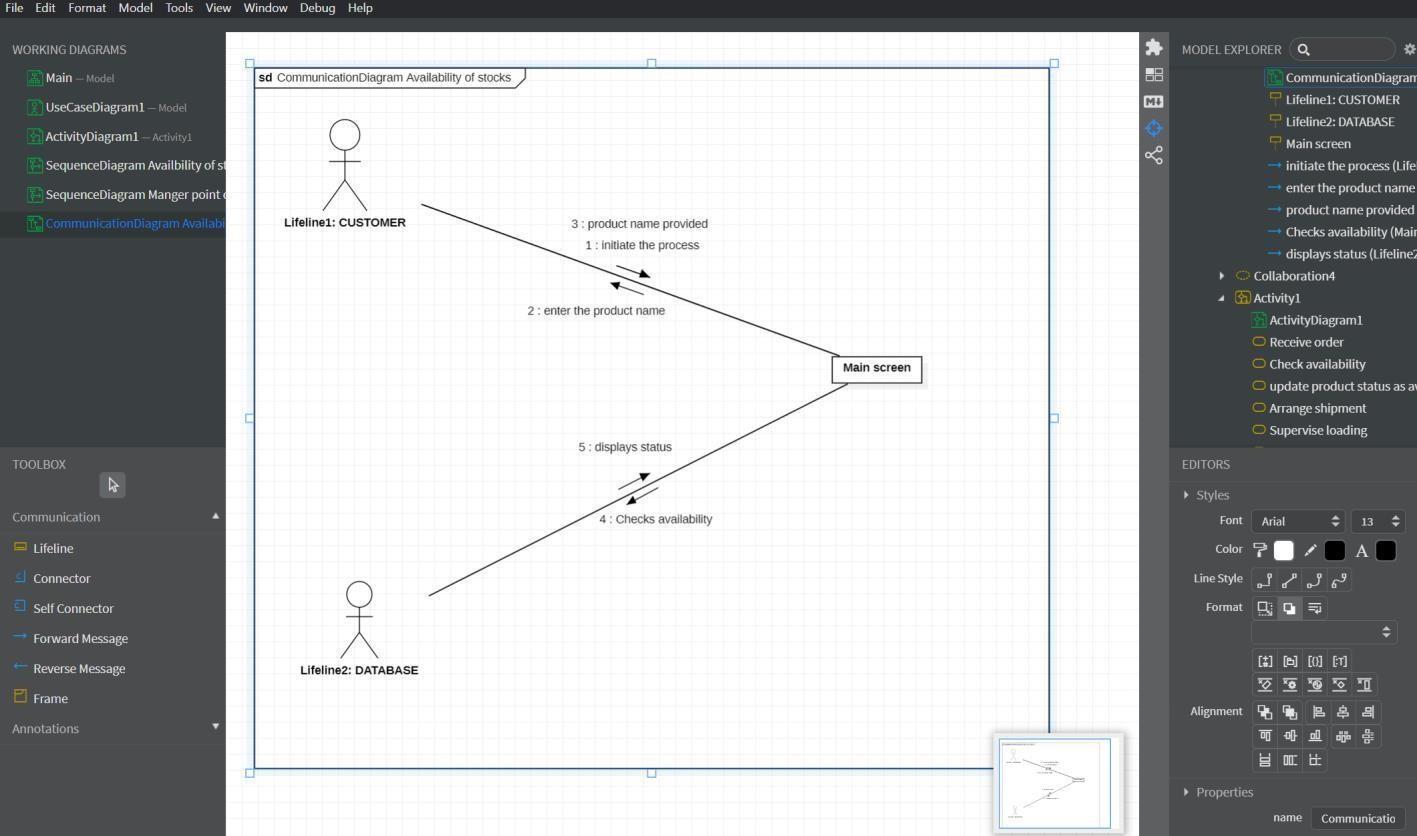 File Edit Format Model Tools View Window Debug Help
WORKING DIAGRAMS
Main — Model
UseCaseDiagram1 — Model
ActivityDiagram1 — Activity1
SequenceDiagram Availbility of st
SequenceDiagram Manger point
CommunicationDiagram Availabi
TOOLBOX
Communication
Lifeline
Connector
Self Connector
Forward Message
Reverse Message
Frame
Annotations
sd CommunicationDiagram Availability of stocks
Lifeline1: CUSTOMER
3 : product name provided
1 : initiate the process
2 : enter the product name
Main screen
5 : displays status
4 : Checks availability
Lifeline2: DATABASE
MODEL EXPLORER
CommunicationDiagram
Lifeline1: CUSTOMER
Lifeline2: DATABASE
Main screen
initiate the process (Lifel
enter the product name
product name provided
Checks availability (Mair
displays status (Lifeline2
Collaboration4
Activity1
ActivityDiagram1
Receive order
Check availability
update product status as av
Arrange shipment
Supervise loading
EDITORS
Styles
Font Arial 13
Color A
Line Style
Format
Alignment
Properties
name Communicatio